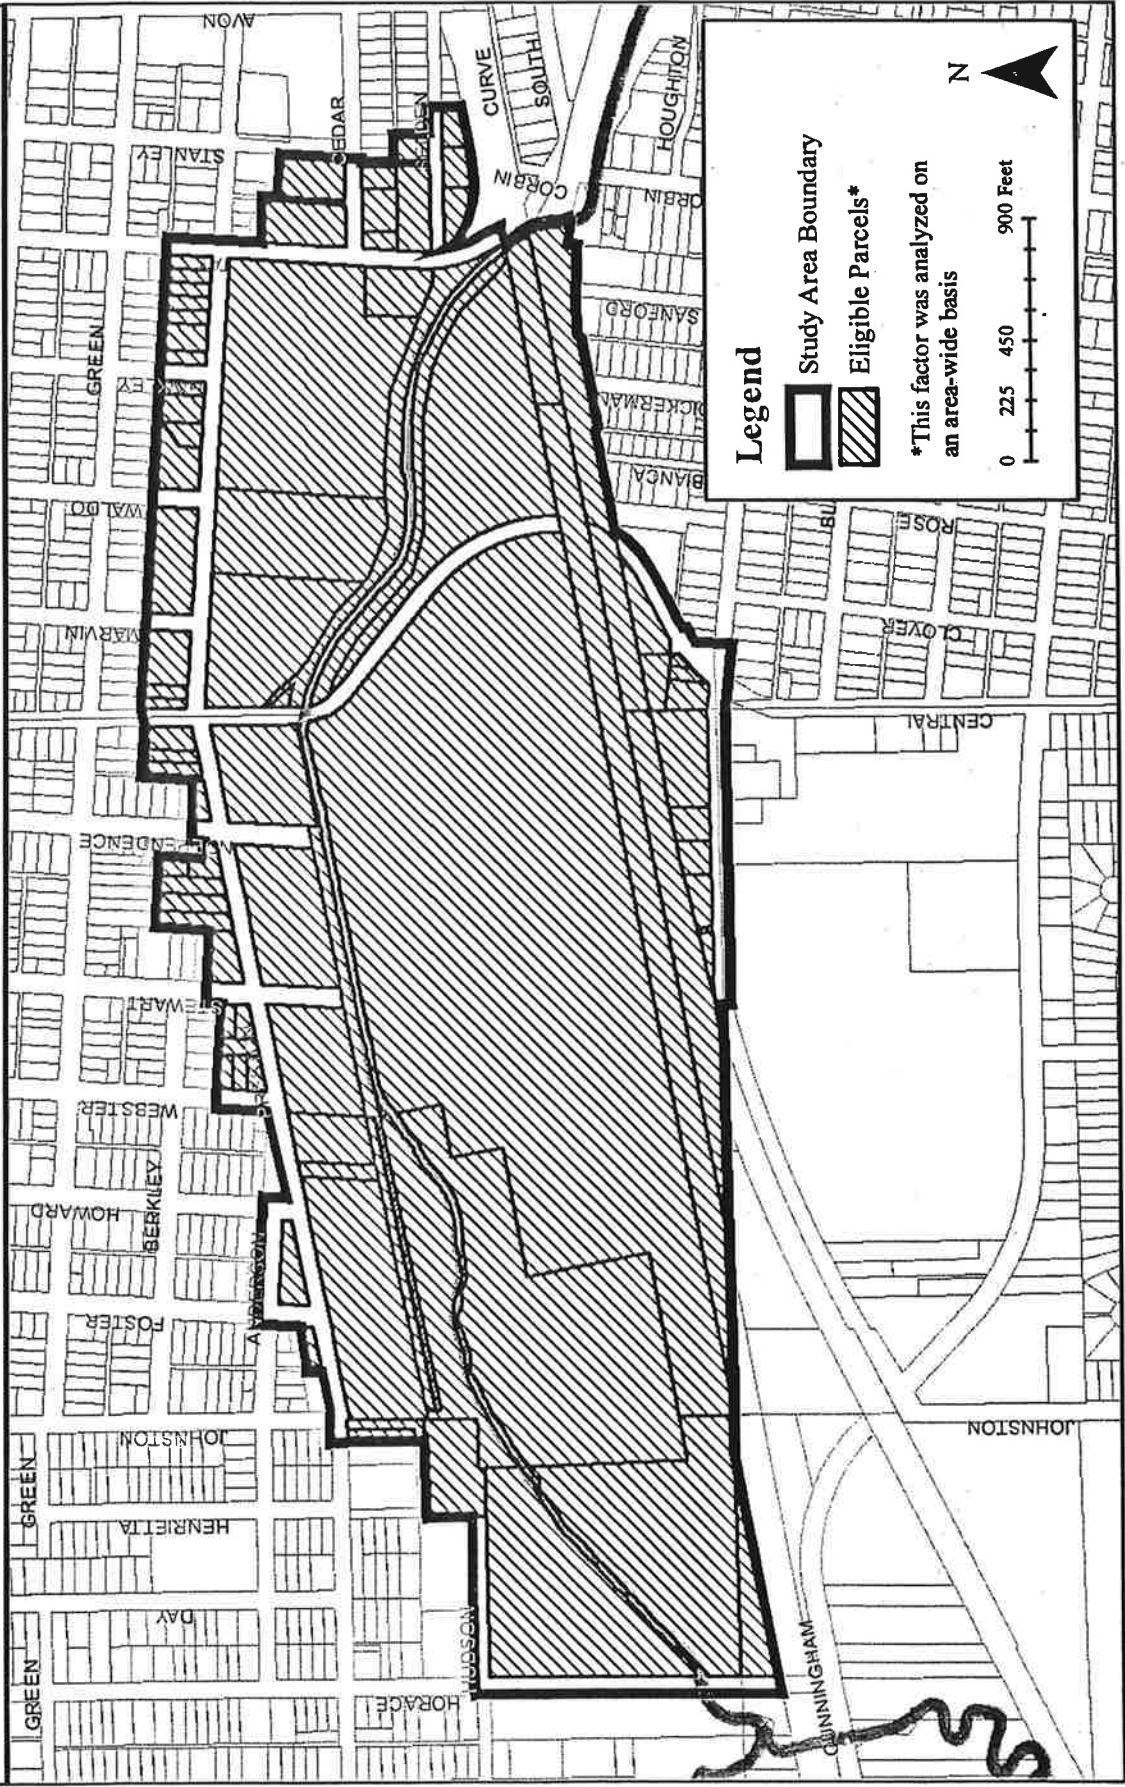 GREEN
GREEN
GREEN
AVON
HENRIETTA
JOHNSTON
DAY
FOSTER
HOWARD
WEBSTER
BERKLEY
STEWART
INDEPENDENCE
MARVIN
WALDO
STANLEY
ANDERSON
CEDAR
HORACE
HUDSON
CURVE
SOUTH
CORBIN
CORBIN
HOUGHTON
SANFORD
DICKERMAN
BIANCA
ROSE
CLOVER
CENTRAL
CUNNINGHAM
JOHNSTON
Legend
Study Area Boundary
Eligible Parcels*
*This factor was analyzed on
an area-wide basis
0 225 450 900 Feet
N